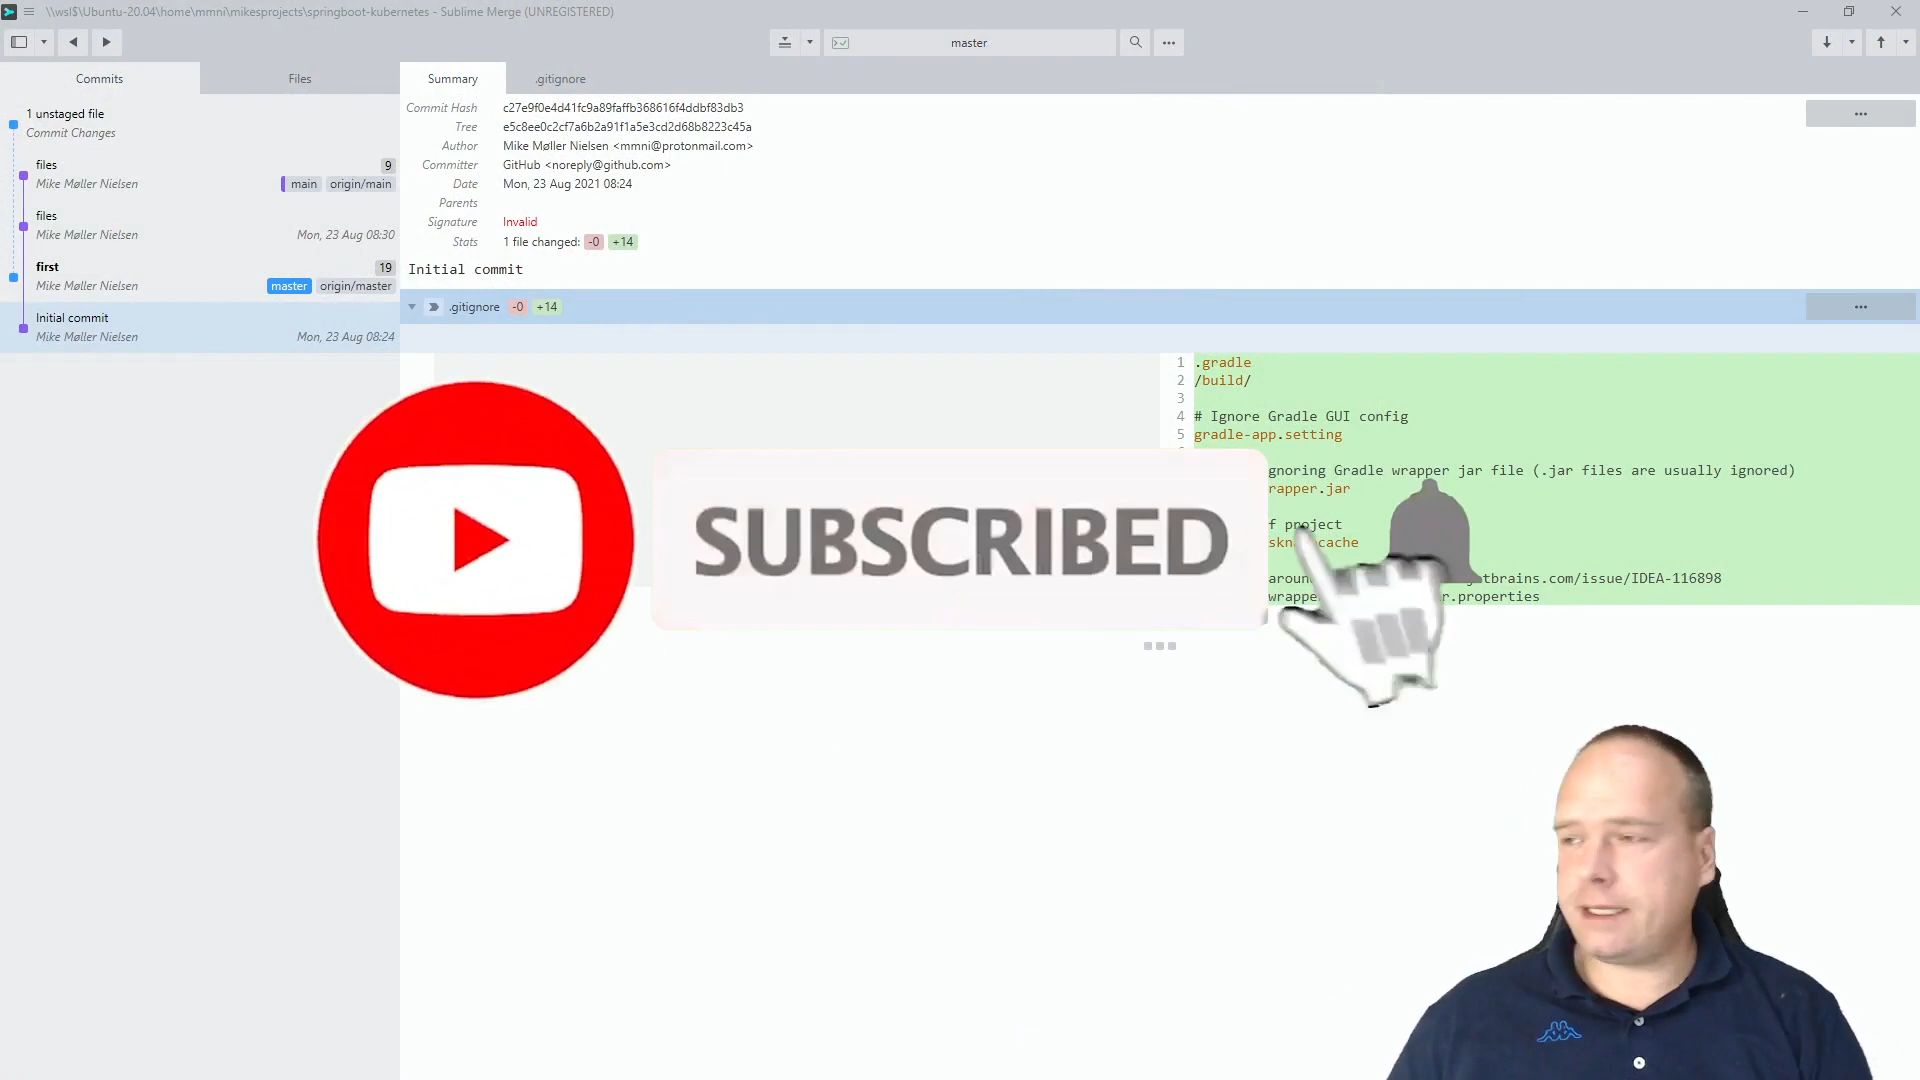 \\wsl$\Ubuntu-20.04\home\mmni\mikesprojects\springboot-kubernetes - Sublime Merge (UNREGISTERED)
master
Commits
Files
Summary
.gitignore
1 unstaged file
Commit Changes
files 9
Mike Møller Nielsen main origin/main
files
Mike Møller Nielsen Mon, 23 Aug 08:30
first 19
Mike Møller Nielsen master origin/master
Initial commit
Mike Møller Nielsen Mon, 23 Aug 08:24
Commit Hash c27e9f0e4d41fc9a89faffb368616f4ddbf83db3
Tree e5c8ee0c2cf7a6b2a91f1a5e3cd2d68b8223c45a
Author Mike Møller Nielsen <mmni@protonmail.com>
Committer GitHub <noreply@github.com>
Date Mon, 23 Aug 2021 08:24
Parents
Signature Invalid
Stats 1 file changed: -0 +14
Initial commit
.gitignore -0 +14
1 .gradle
2 /build/
3
4 # Ignore Gradle GUI config
5 gradle-app.setting
gnoring Gradle wrapper jar file (.jar files are usually ignored)
rapper.jar
f project
cache
tbrains.com/issue/IDEA-116898
r.properties
SUBSCRIBED